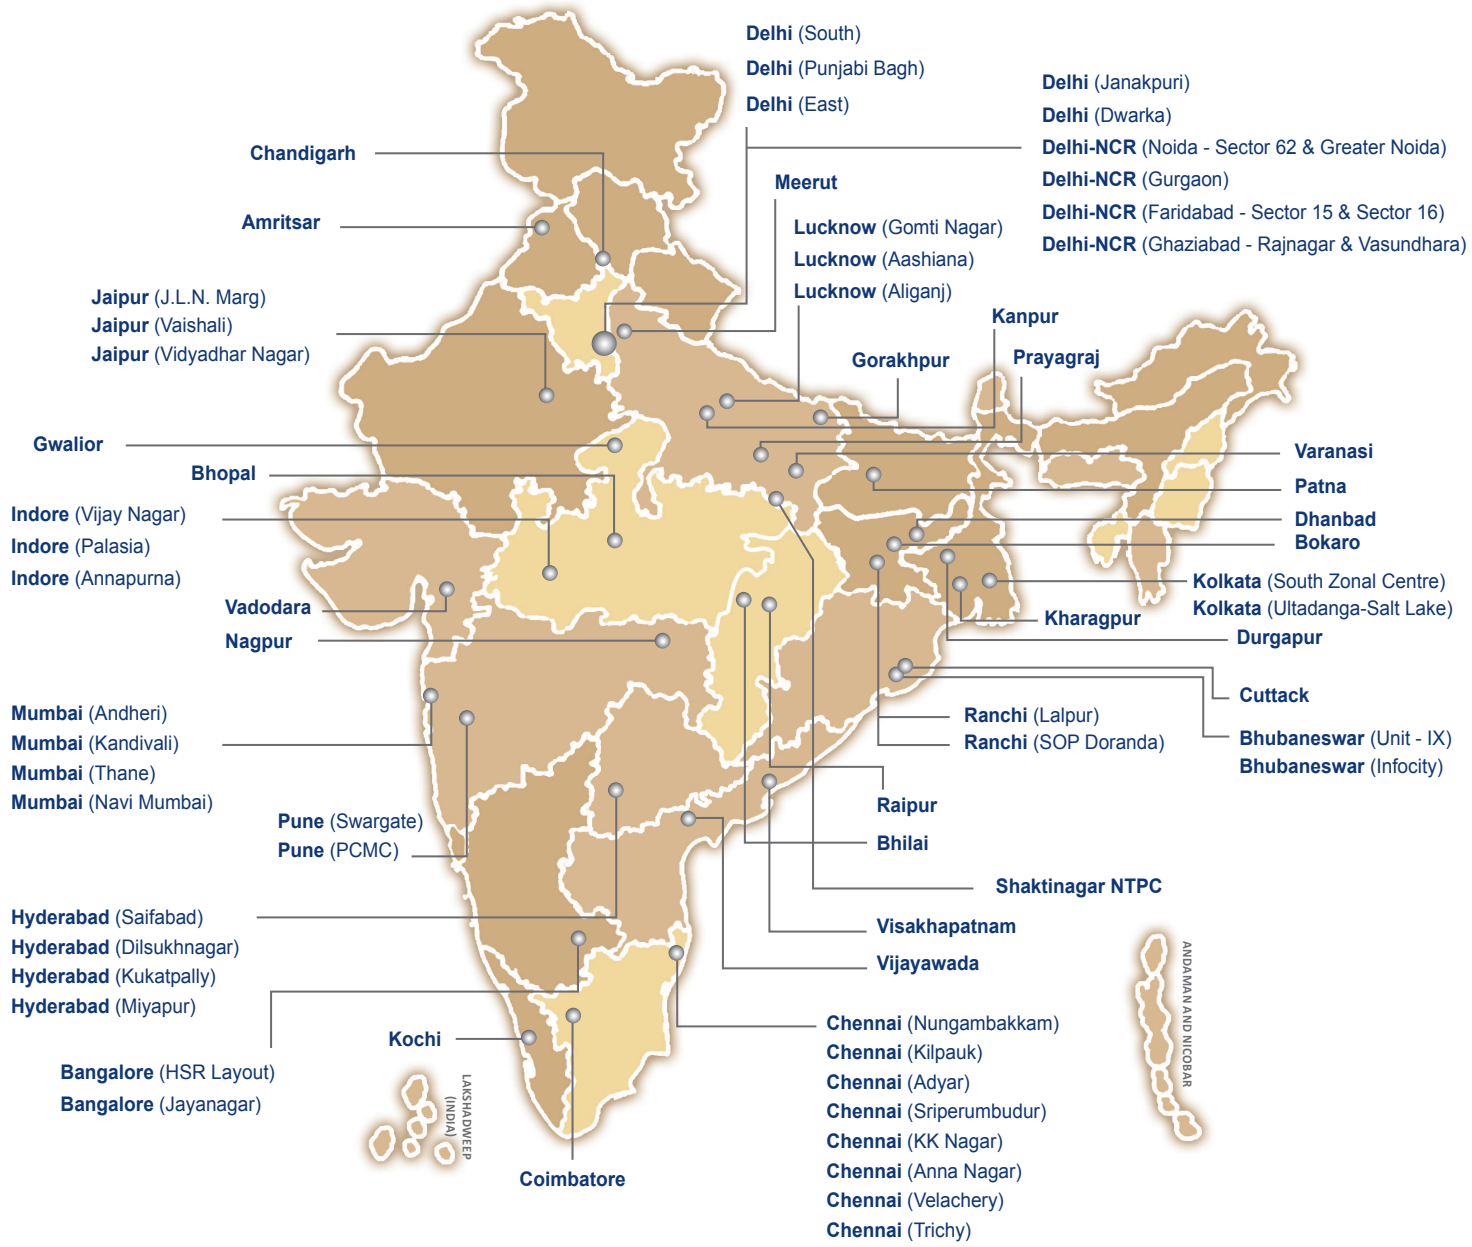 Delhi (South)
Delhi (Punjabi Bagh)
Delhi (East)
Delhi (Janakpuri)
Delhi (Dwarka)
Delhi-NCR (Noida - Sector 62 & Greater Noida)
Delhi-NCR (Gurgaon)
Delhi-NCR (Faridabad - Sector 15 & Sector 16)
Delhi-NCR (Ghaziabad - Rajnagar & Vasundhara)
Chandigarh
Meerut
Amritsar
Lucknow (Gomti Nagar)
Lucknow (Aashiana)
Lucknow (Aliganj)
Jaipur (J.L.N. Marg)
Jaipur (Vaishali)
Jaipur (Vidyadhar Nagar)
Kanpur
Gorakhpur
Prayagraj
Gwalior
Bhopal
Varanasi
Patna
Indore (Vijay Nagar)
Indore (Palasia)
Indore (Annapurna)
Dhanbad
Bokaro
Kolkata (South Zonal Centre)
Kolkata (Ultadanga-Salt Lake)
Vadodara
Kharagpur
Nagpur
Durgapur
Cuttack
Mumbai (Andheri)
Mumbai (Kandivali)
Mumbai (Thane)
Mumbai (Navi Mumbai)
Ranchi (Lalpur)
Ranchi (SOP Doranda)
Bhubaneswar (Unit - IX)
Bhubaneswar (Infocity)
Raipur
Pune (Swargate)
Pune (PCMC)
Bhilai
Shaktinagar NTPC
Hyderabad (Saifabad)
Hyderabad (Dilsukhnagar)
Hyderabad (Kukatpally)
Hyderabad (Miyapur)
Visakhapatnam
Vijayawada
ANDAMAN AND NICOBAR
Kochi
Bangalore (HSR Layout)
Bangalore (Jayanagar)
LAKSHADWEEP
(INDIA)
Chennai (Nungambakkam)
Chennai (Kilpauk)
Chennai (Adyar)
Chennai (Sriperumbudur)
Chennai (KK Nagar)
Chennai (Anna Nagar)
Chennai (Velachery)
Chennai (Trichy)
Coimbatore